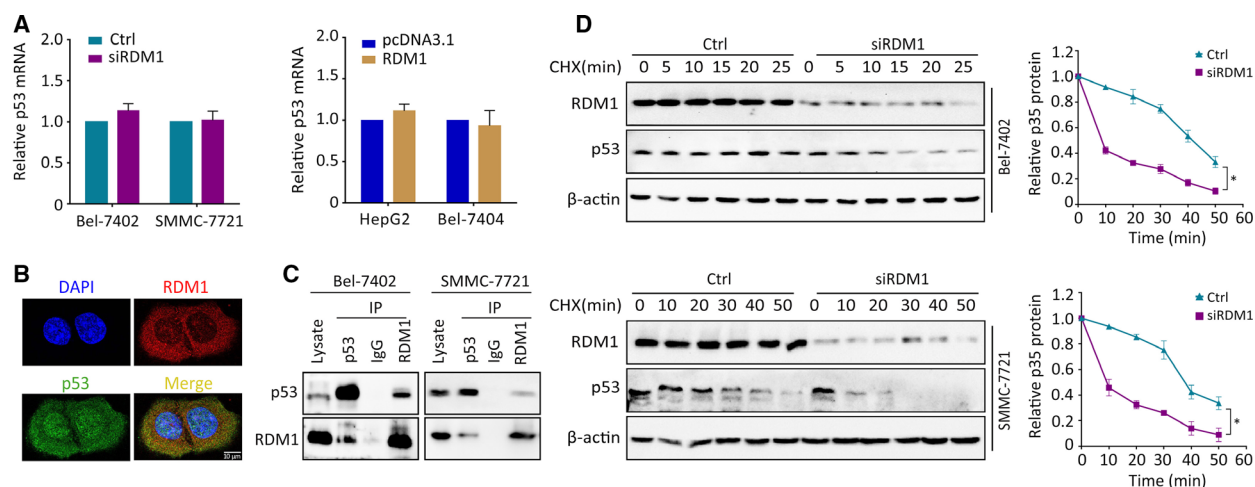 A
Relative p53 mRNA
2.0
1.5
1.0
0.5
0
Ctrl
siRDM1
Bel-7402 SMMC-7721
Relative p53 mRNA
2.0
1.5
1.0
0.5
0
pcDNA3.1
RDM1
HepG2 Bel-7404
B
DAPI RDM1
p53 Merge
10 µm
C
Bel-7402 SMMC-7721
IP IP
Lysate p53 IgG RDM1 Lysate p53 IgG RDM1
p53
RDM1
D
Ctrl siRDM1
CHX(min) 0 5 10 15 20 25 0 5 10 15 20 25
RDM1
p53
β-actin
Bel-7402
Relative p35 protein
1.2
1.0
0.8
0.6
0.4
0.2
0
Ctrl
siRDM1
*
0 10 20 30 40 50 60
Time (min)
Ctrl siRDM1
CHX(min) 0 10 20 30 40 50 0 10 20 30 40 50
RDM1
p53
β-actin
SMMC-7721
Relative p35 protein
1.2
1.0
0.8
0.6
0.4
0.2
0
Ctrl
siRDM1
*
0 10 20 30 40 50 60
Time (min)